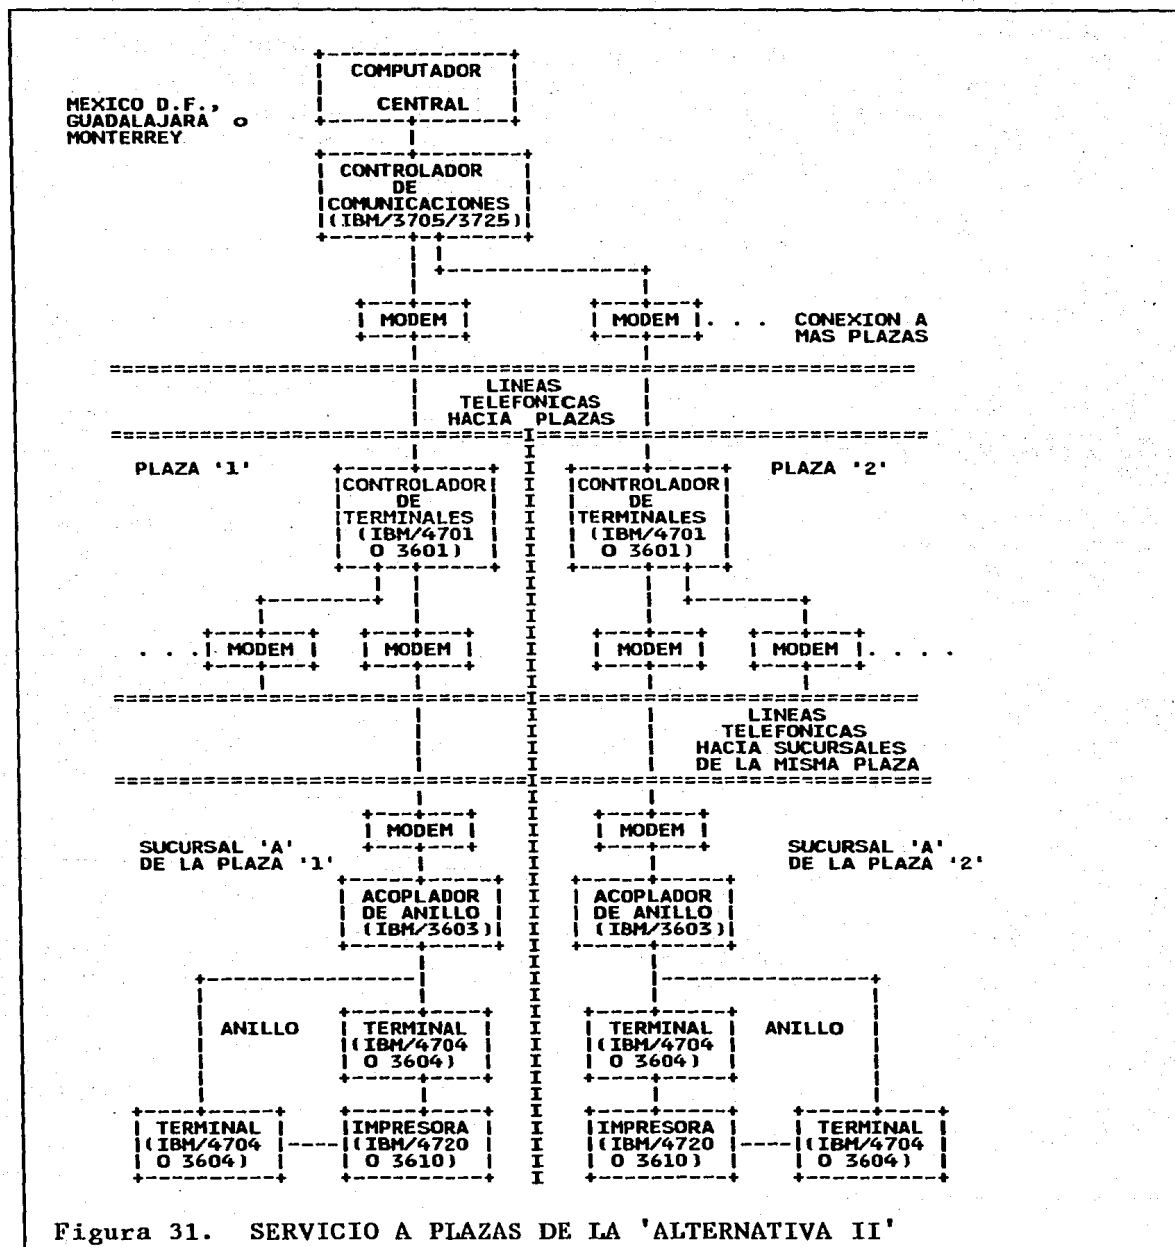 COMPUTADOR
CENTRAL
MEXICO D.F.,
GUADALAJARA o
MONTERREY
CONTROLADOR
DE
COMUNICACIONES
(IBM/3705/3725)
MODEM
MODEM . . . CONEXION A
MAS PLAZAS
LINEAS
TELEFONICAS
HACIA PLAZAS
PLAZA '1'
PLAZA '2'
CONTROLADOR
DE
TERMINALES
(IBM/4701
O 3601)
CONTROLADOR
DE
TERMINALES
(IBM/4701
O 3601)
. . . MODEM
MODEM
MODEM
MODEM . . . .
LINEAS
TELEFONICAS
HACIA SUCURSALES
DE LA MISMA PLAZA
MODEM
MODEM
SUCURSAL 'A'
DE LA PLAZA '1'
SUCURSAL 'A'
DE LA PLAZA '2'
ACOPLADOR
DE ANILLO
(IBM/3603)
ACOPLADOR
DE ANILLO
(IBM/3603)
ANILLO
TERMINAL
(IBM/4704
O 3604)
TERMINAL
(IBM/4704
O 3604)
ANILLO
TERMINAL
(IBM/4704
O 3604)
IMPRESORA
(IBM/4720
O 3610)
IMPRESORA
(IBM/4720
O 3610)
TERMINAL
(IBM/4704
O 3604)
Figura 31. SERVICIO A PLAZAS DE LA 'ALTERNATIVA II'